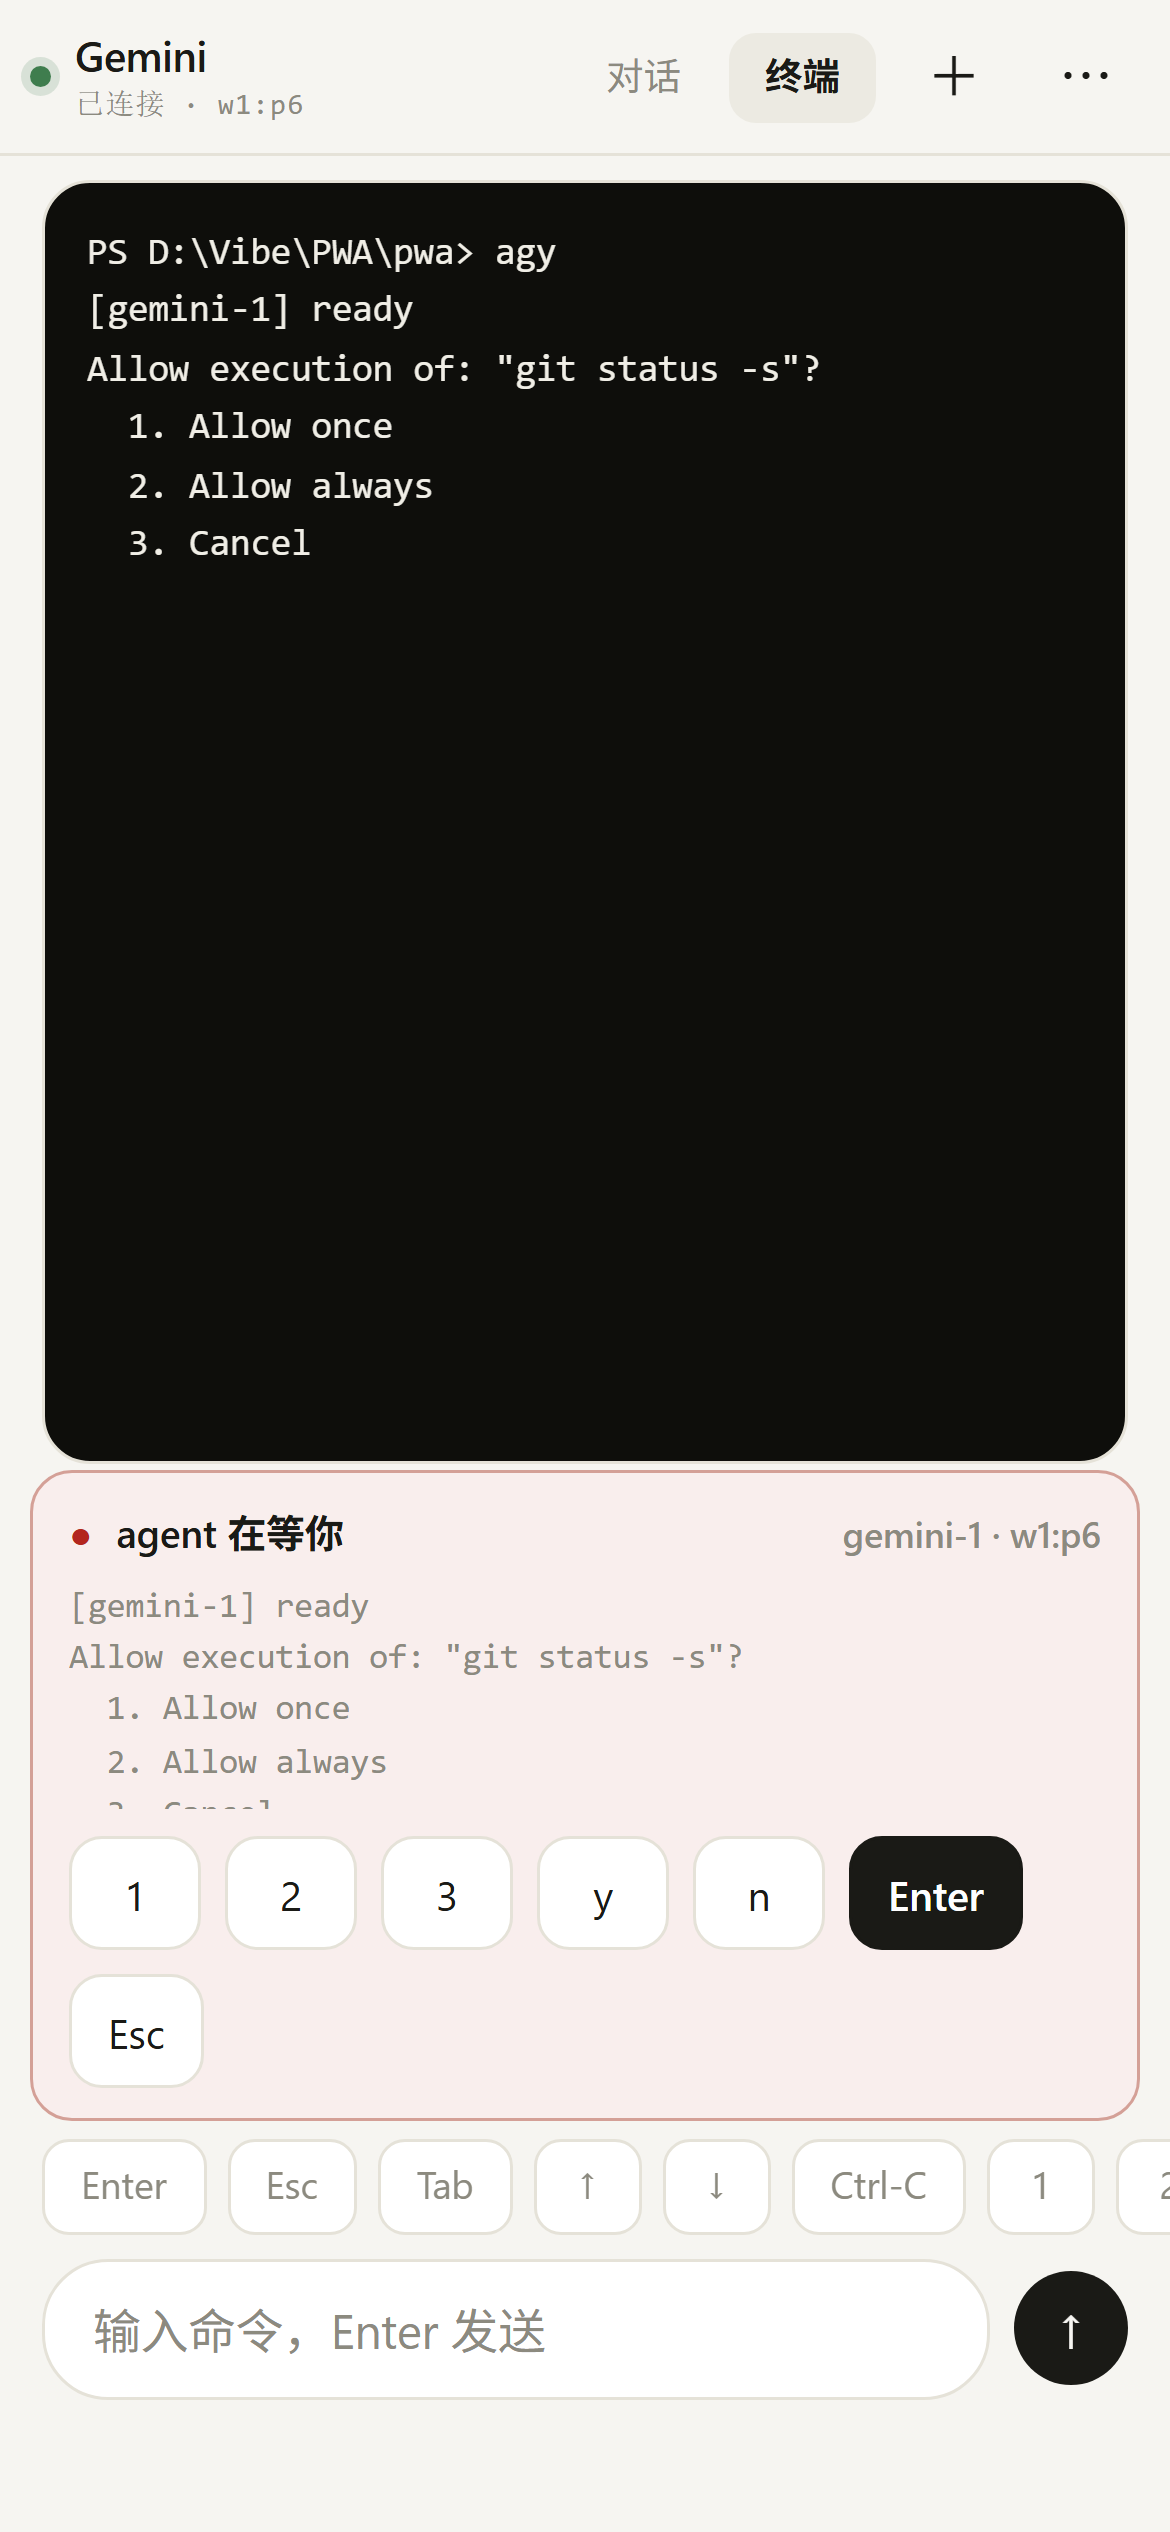 Gemini
已连接 · w1:p6
对话
终端
PS D:\Vibe\PWA\pwa> agy
[gemini-1] ready
Allow execution of: "git status -s"?
1. Allow once
2. Allow always
3. Cancel
● agent 在等你
gemini-1 · w1:p6
[gemini-1] ready
Allow execution of: "git status -s"?
1. Allow once
2. Allow always
3. Cancel
1 2 3 y n Enter
Esc
Enter Esc Tab ↑ ↓ Ctrl-C 1 2
输入命令，Enter 发送
↑